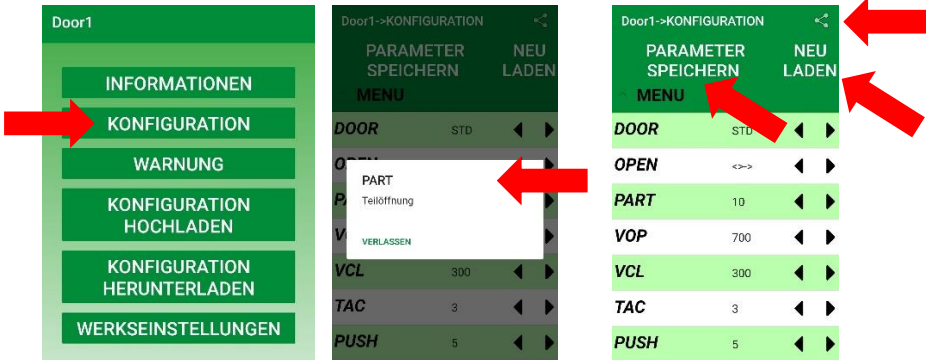 Door1
INFORMATIONEN
KONFIGURATION
WARNUNG
KONFIGURATION
HOCHLADEN
KONFIGURATION
HERUNTERLADEN
WERKSEINSTELLUNGEN
Door1->KONFIGURATION
PARAMETER
SPEICHERN
NEU
LADEN
MENU
DOOR STD
PART
Teilöffnung
VERLASSEN
VCL 300
TAC 3
PUSH 5
Door1->KONFIGURATION
PARAMETER
SPEICHERN
NEU
LADEN
MENU
DOOR STD
OPEN <->
PART 10
VOP 700
VCL 300
TAC 3
PUSH 5